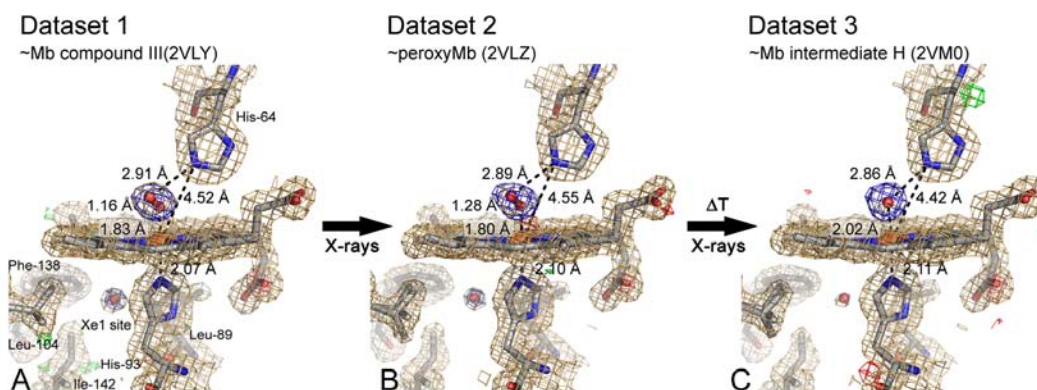 Dataset 1
~Mb compound III(2VLY)
His-64
2.91 Å
4.52 Å
1.16 Å
1.83 Å
2.07 Å
Phe-138
Xe1 site
Leu-89
Leu-104
His-93
Ile-142
A
X-rays
Dataset 2
~peroxyMb (2VLZ)
2.89 Å
4.55 Å
1.28 Å
1.80 Å
2.10 Å
B
ΔT
X-rays
Dataset 3
~Mb intermediate H (2VM0)
2.86 Å
4.42 Å
2.02 Å
2.11 Å
C